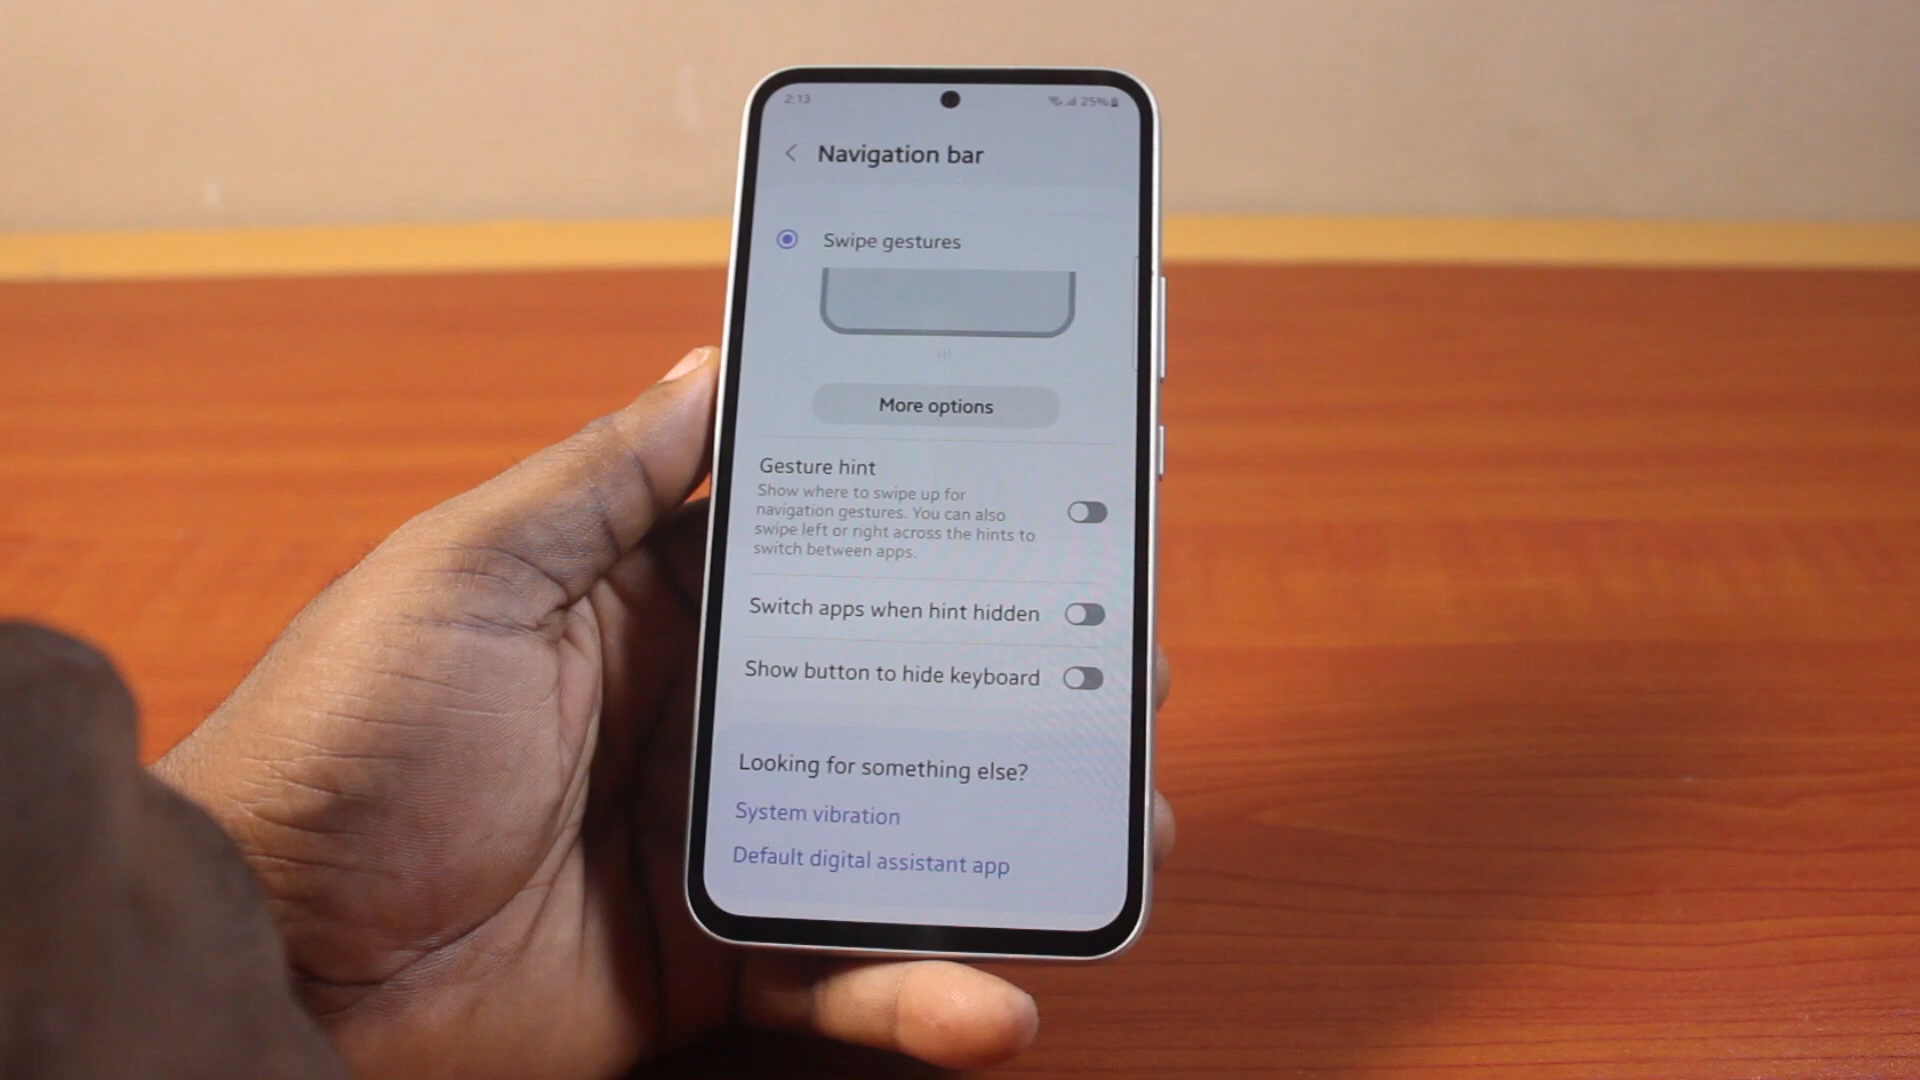 2:13
25%
Navigation bar
Swipe gestures
More options
Gesture hint
Show where to swipe up for
navigation gestures. You can also
swipe left or right across the hints to
switch between apps.
Switch apps when hint hidden
Show button to hide keyboard
Looking for something else?
System vibration
Default digital assistant app